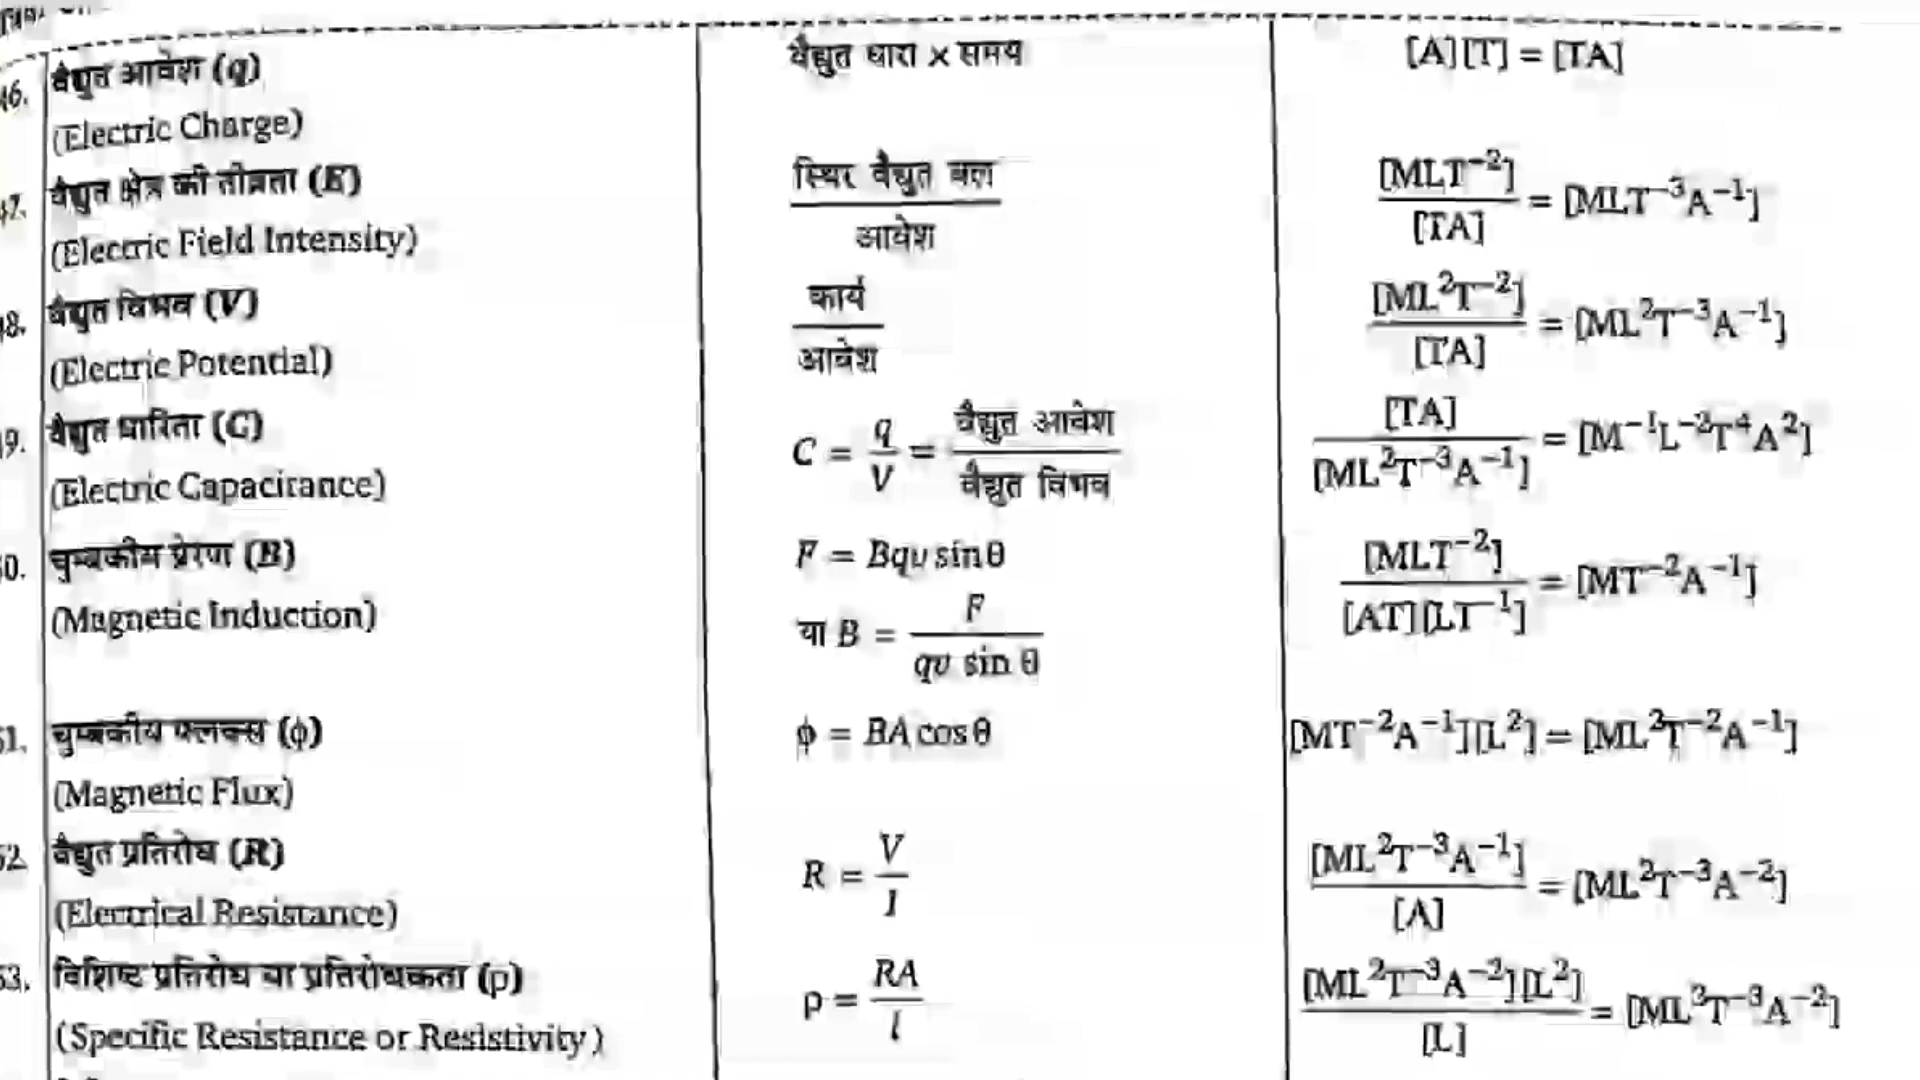 46. वैद्युत आवेश (q) वैद्युत धारा × समय [A][T] = [TA]
(Electric Charge)
47. वैद्युत क्षेत्र की तीव्रता (E) स्थिर वैद्युत बल / आवेश [MLT⁻²] / [TA] = [MLT⁻³A⁻¹]
(Electric Field Intensity)
48. वैद्युत विभव (V) कार्य / आवेश [ML²T⁻²] / [TA] = [ML²T⁻³A⁻¹]
(Electric Potential)
49. वैद्युत धारिता (C) C = q / V = वैद्युत आवेश / वैद्युत विभव [TA] / [ML²T⁻³A⁻¹] = [M⁻¹L⁻²T⁴A²]
(Electric Capacitance)
50. चुम्बकीय प्रेरण (B) F = Bqv sin θ [MLT⁻²] / [AT][LT⁻¹] = [MT⁻²A⁻¹]
(Magnetic Induction) या B = F / qv sin θ
51. चुम्बकीय फ्लक्स (ϕ) ϕ = BA cos θ [MT⁻²A⁻¹][L²] = [ML²T⁻²A⁻¹]
(Magnetic Flux)
52. वैद्युत प्रतिरोध (R) R = V / I [ML²T⁻³A⁻¹] / [A] = [ML²T⁻³A⁻²]
(Electrical Resistance)
53. विशिष्ट प्रतिरोध या प्रतिरोधकता (ρ) ρ = RA / l [ML²T⁻³A⁻²][L²] / [L] = [ML³T⁻³A⁻²]
(Specific Resistance or Resistivity)